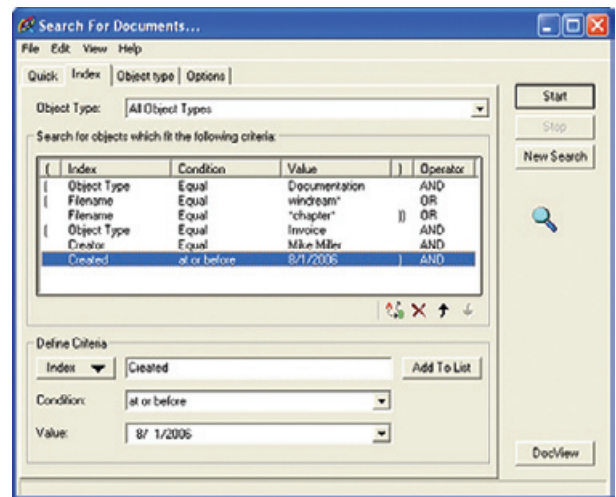 Search For Documents...
File Edit View Help
Quick Index Object type Options
Object Type: All Object Types
Start
Stop
New Search
Search for objects which fit the following criteria:
( Index Condition Value ) Operator
( Object Type Equal Documentation AND
( Filename Equal windream* OR
Filename Equal *chapter* )) OR
( Object Type Equal Invoice AND
Creator Equal Mike Miller AND
Created at or before 8/1/2006 ) AND
Define Criteria
Index Created Add To List
Condition: at or before
Value: 8/ 1/2006
DocView